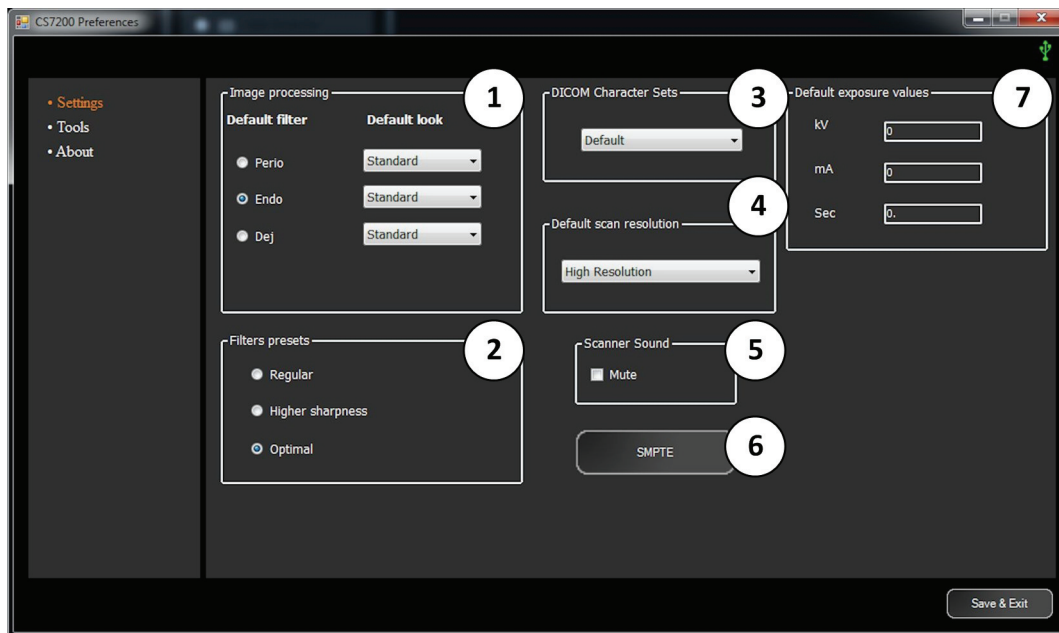 CS7200 Preferences
• Settings
• Tools
• About
Image processing
1
Default filter Default look
Perio Standard
Endo Standard
Dej Standard
Filters presets
2
Regular
Higher sharpness
Optimal
DICOM Character Sets
3
Default
4
Default scan resolution
High Resolution
Scanner Sound
5
Mute
SMPTE
6
Default exposure values
7
kV 0
mA 0
Sec 0.
Save & Exit